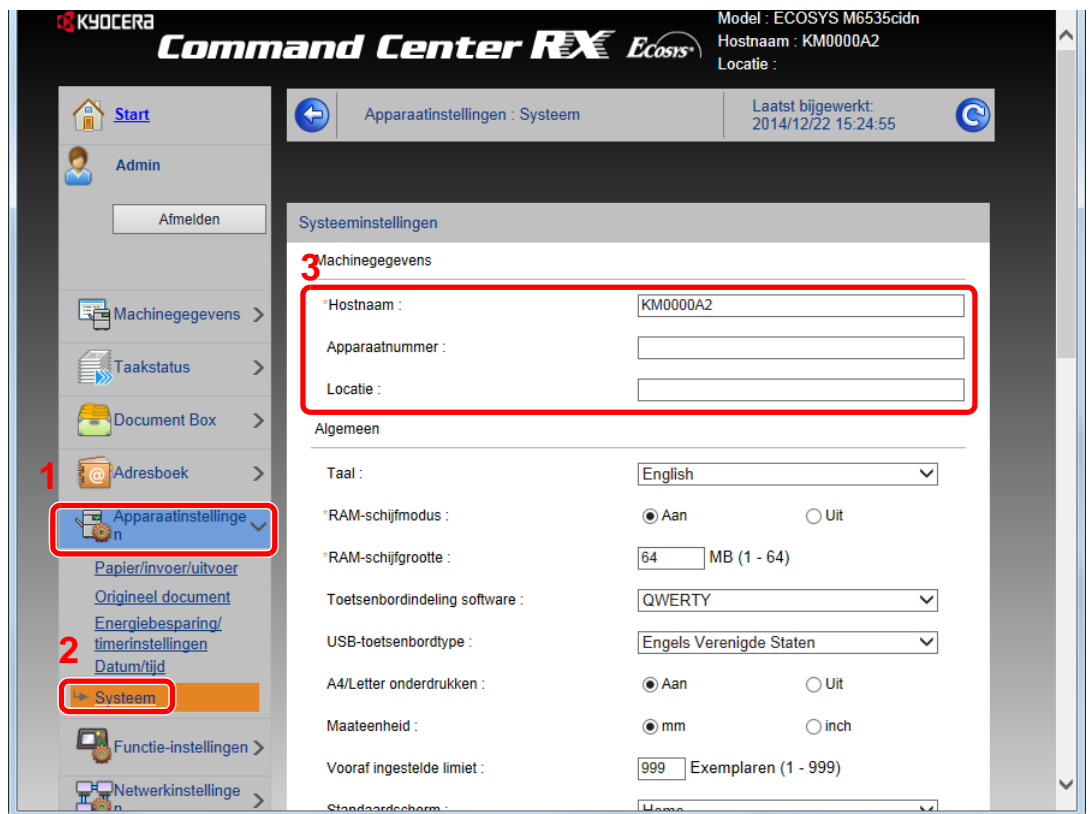 KYOCERA
Command Center RX Ecosys
Model : ECOSYS M6535cidn
Hostnaam : KM0000A2
Locatie :
Start
Apparaatinstellingen : Systeem
Laatst bijgewerkt:
2014/12/22 15:24:55
Admin
Afmelden
Systeeminstellingen
Machinegegevens
3
*Hostnaam : KM0000A2
Apparaatnummer :
Locatie :
Algemeen
Machinegegevens
Taakstatus
Document Box
1
Adresboek
Apparaatinstellinge
n
Papier/invoer/uitvoer
Origineel document
Energiebesparing/
timerinstellingen
2
Datum/tijd
Systeem
Functie-instellingen
Netwerkinstellinge
n
Taal : English
*RAM-schijfmodus : Aan Uit
*RAM-schijfgrootte : 64 MB (1 - 64)
Toetsenbordindeling software : QWERTY
USB-toetsenbordtype : Engels Verenigde Staten
A4/Letter onderdrukken : Aan Uit
Maateenheid : mm inch
Vooraf ingestelde limiet : 999 Exemplaren (1 - 999)
Standaardscherm : Home